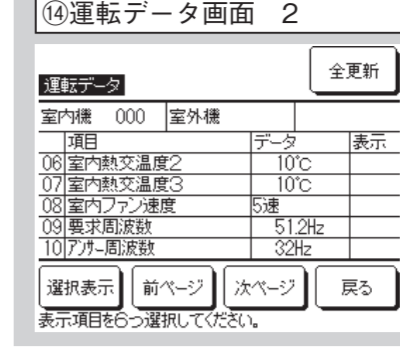 ⑭運転データ画面 2
全更新
運転データ
室内機 000 室外機
項目 データ 表示
06 室内熱交温度2 10℃
07 室内熱交温度3 10℃
08 室内ファン速度 5速
09 要求周波数 51.2Hz
10 アンサー周波数 32Hz
選択表示 前ページ 次ページ 戻る
表示項目を6つ選択してください。